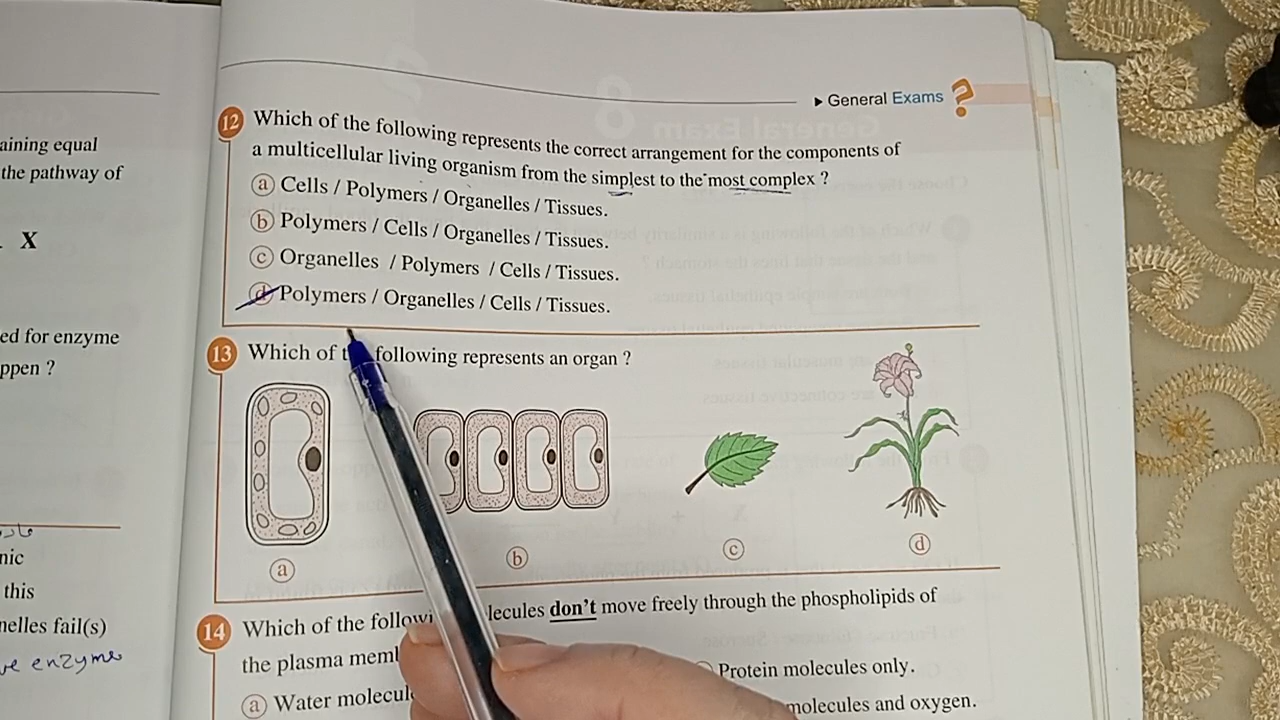 ▶ General Exams ?
aining equal
the pathway of
X
ed for enzyme
ppen ?
nic
this
nelles fail(s)
ve enzyme
12 Which of the following represents the correct arrangement for the components of
a multicellular living organism from the simplest to the most complex ?
a Cells / Polymers / Organelles / Tissues.
b Polymers / Cells / Organelles / Tissues.
c Organelles / Polymers / Cells / Tissues.
d Polymers / Organelles / Cells / Tissues.
13 Which of following represents an organ ?
a
b
c
d
14 Which of the lecules don't move freely through the phospholipids of
the plasma
Protein molecules only.
a Water
molecules and oxygen.